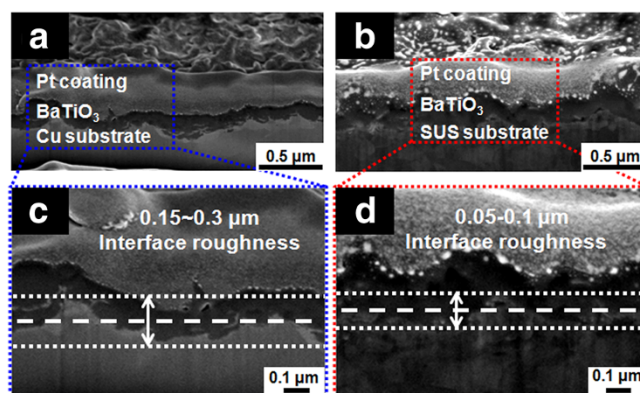 a
Pt coating
BaTiO₃
Cu substrate
0.5 µm
b
Pt coating
BaTiO₃
SUS substrate
0.5 µm
c
0.15~0.3 µm
Interface roughness
0.1 µm
d
0.05-0.1 µm
Interface roughness
0.1 µm